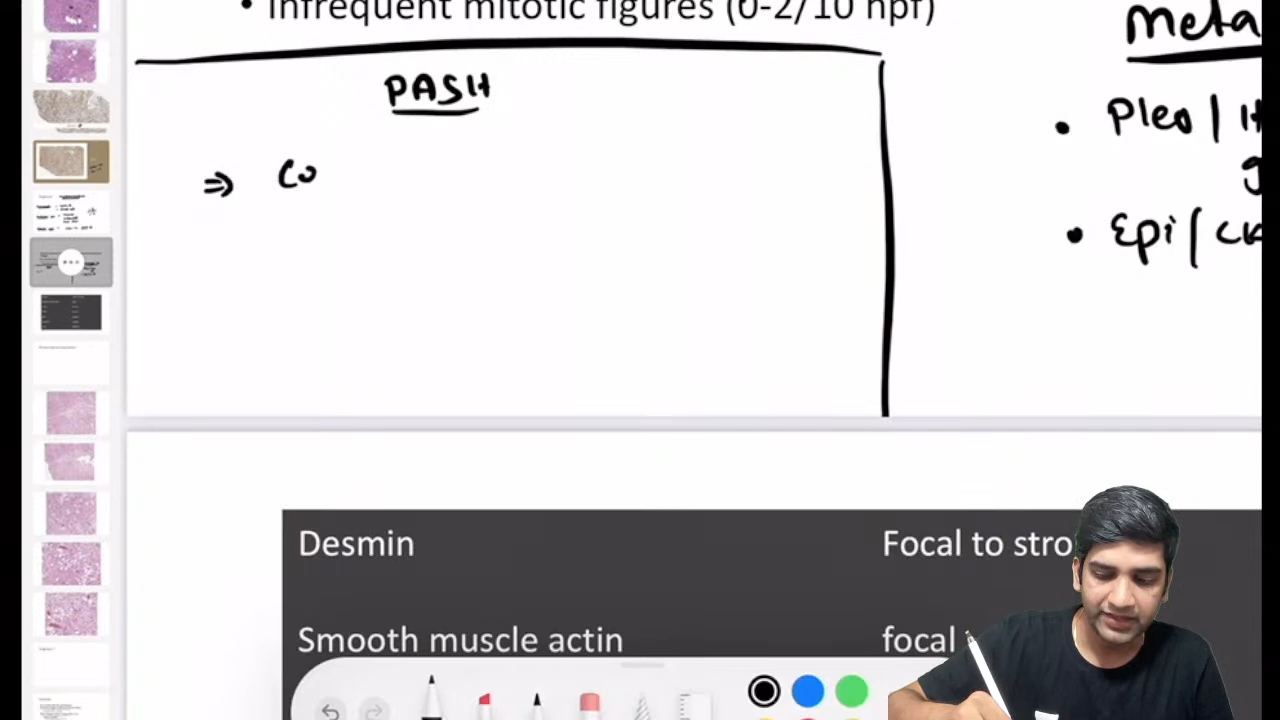 • Infrequent mitotic figures (0-2/10 hpf)
Meta
PASH
• Pleo / H
⇒ Co
g
• Epi / CK
Desmin
Focal to stro
Smooth muscle actin
focal